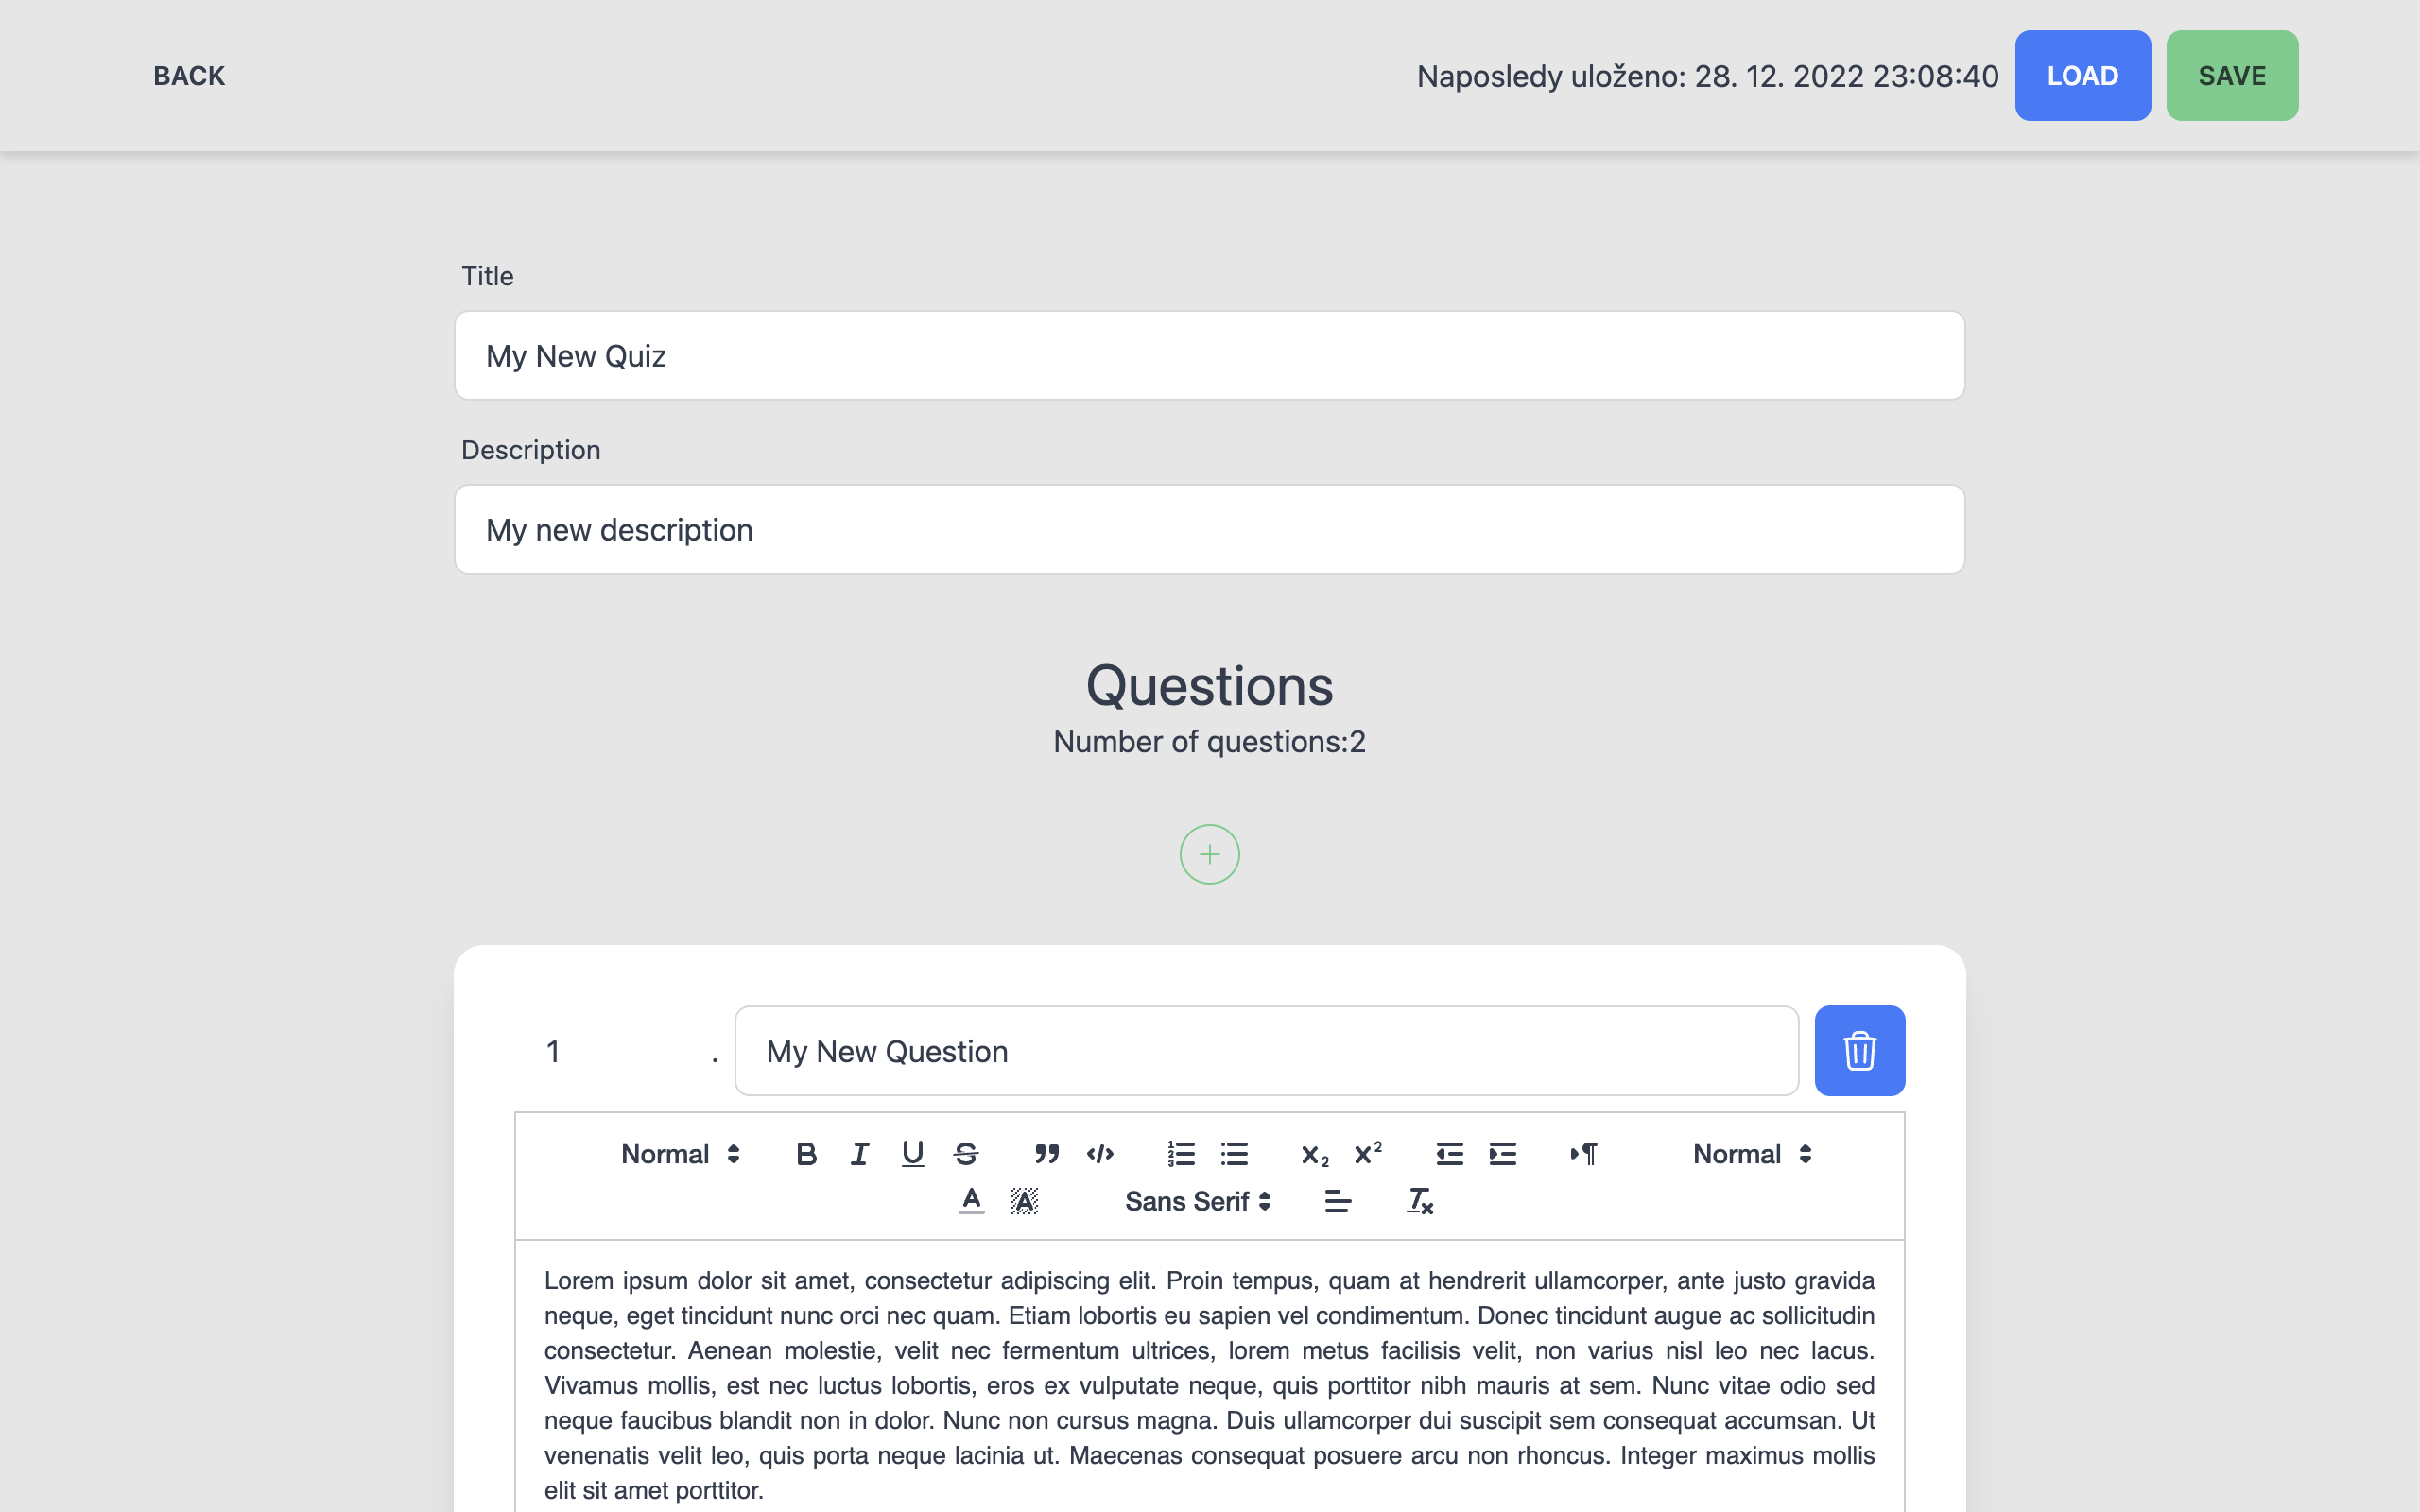 BACK
Naposledy uloženo: 28. 12. 2022 23:08:40
LOAD
SAVE
Title
My New Quiz
Description
My new description
Questions
Number of questions:2
1 . My New Question
Normal
Normal
Sans Serif
Lorem ipsum dolor sit amet, consectetur adipiscing elit. Proin tempus, quam at hendrerit ullamcorper, ante justo gravida
neque, eget tincidunt nunc orci nec quam. Etiam lobortis eu sapien vel condimentum. Donec tincidunt augue ac sollicitudin
consectetur. Aenean molestie, velit nec fermentum ultrices, lorem metus facilisis velit, non varius nisl leo nec lacus.
Vivamus mollis, est nec luctus lobortis, eros ex vulputate neque, quis porttitor nibh mauris at sem. Nunc vitae odio sed
neque faucibus blandit non in dolor. Nunc non cursus magna. Duis ullamcorper dui suscipit sem consequat accumsan. Ut
venenatis velit leo, quis porta neque lacinia ut. Maecenas consequat posuere arcu non rhoncus. Integer maximus mollis
elit sit amet porttitor.